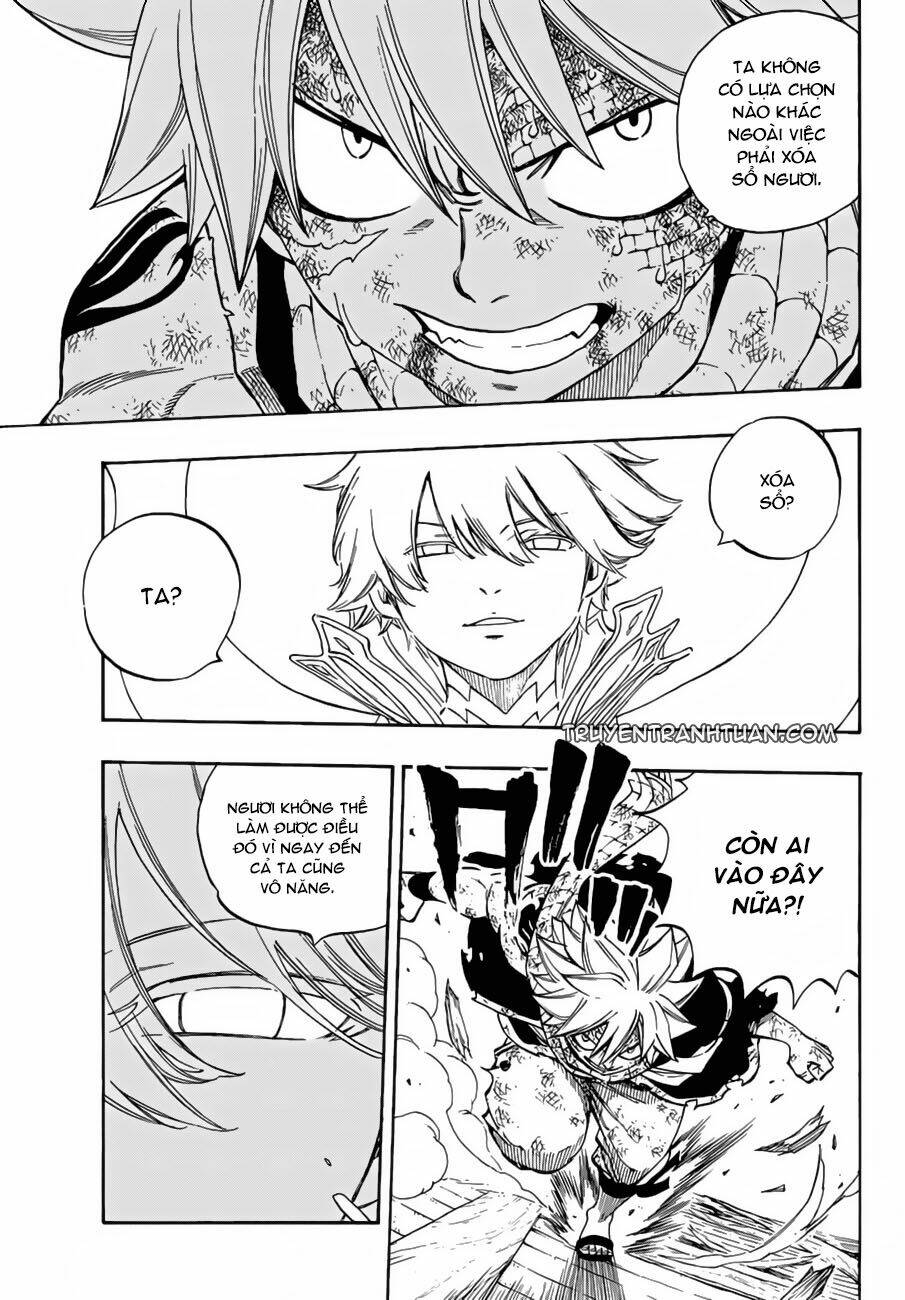 TA KHÔNG
CÓ LỰA CHỌN
NÀO KHÁC
NGOÀI VIỆC
PHẢI XÓA
SỔ NGƯƠI.
XÓA
SỔ?
TA?
TRUYENTRANHTUAN.COM
CÒN AI
VÀO ĐÂY
NỮA?!
NGƯƠI KHÔNG THỂ
LÀM ĐƯỢC ĐIỀU
ĐÓ VÌ NGAY ĐẾN
CẢ TA CŨNG
VÔ NĂNG.